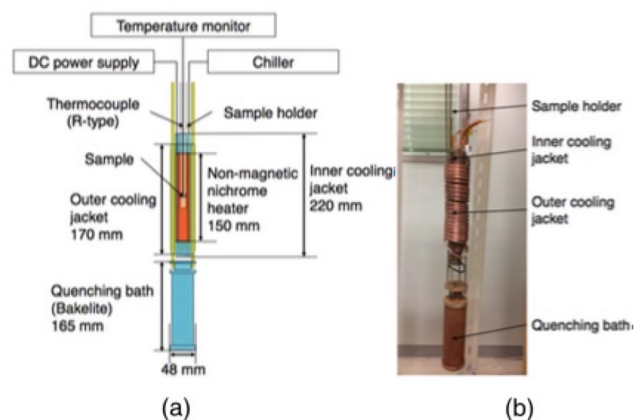 Temperature monitor
DC power supply
Chiller
Thermocouple
(R-type)
Sample holder
Sample
Non-magnetic
nichrome
heater
150 mm
Inner cooling
jacket
220 mm
Outer cooling
jacket
170 mm
Quenching bath
(Bakelite)
165 mm
48 mm
(a)
Sample holder
Inner cooling
jacket
Outer cooling
jacket
Quenching bath
(b)